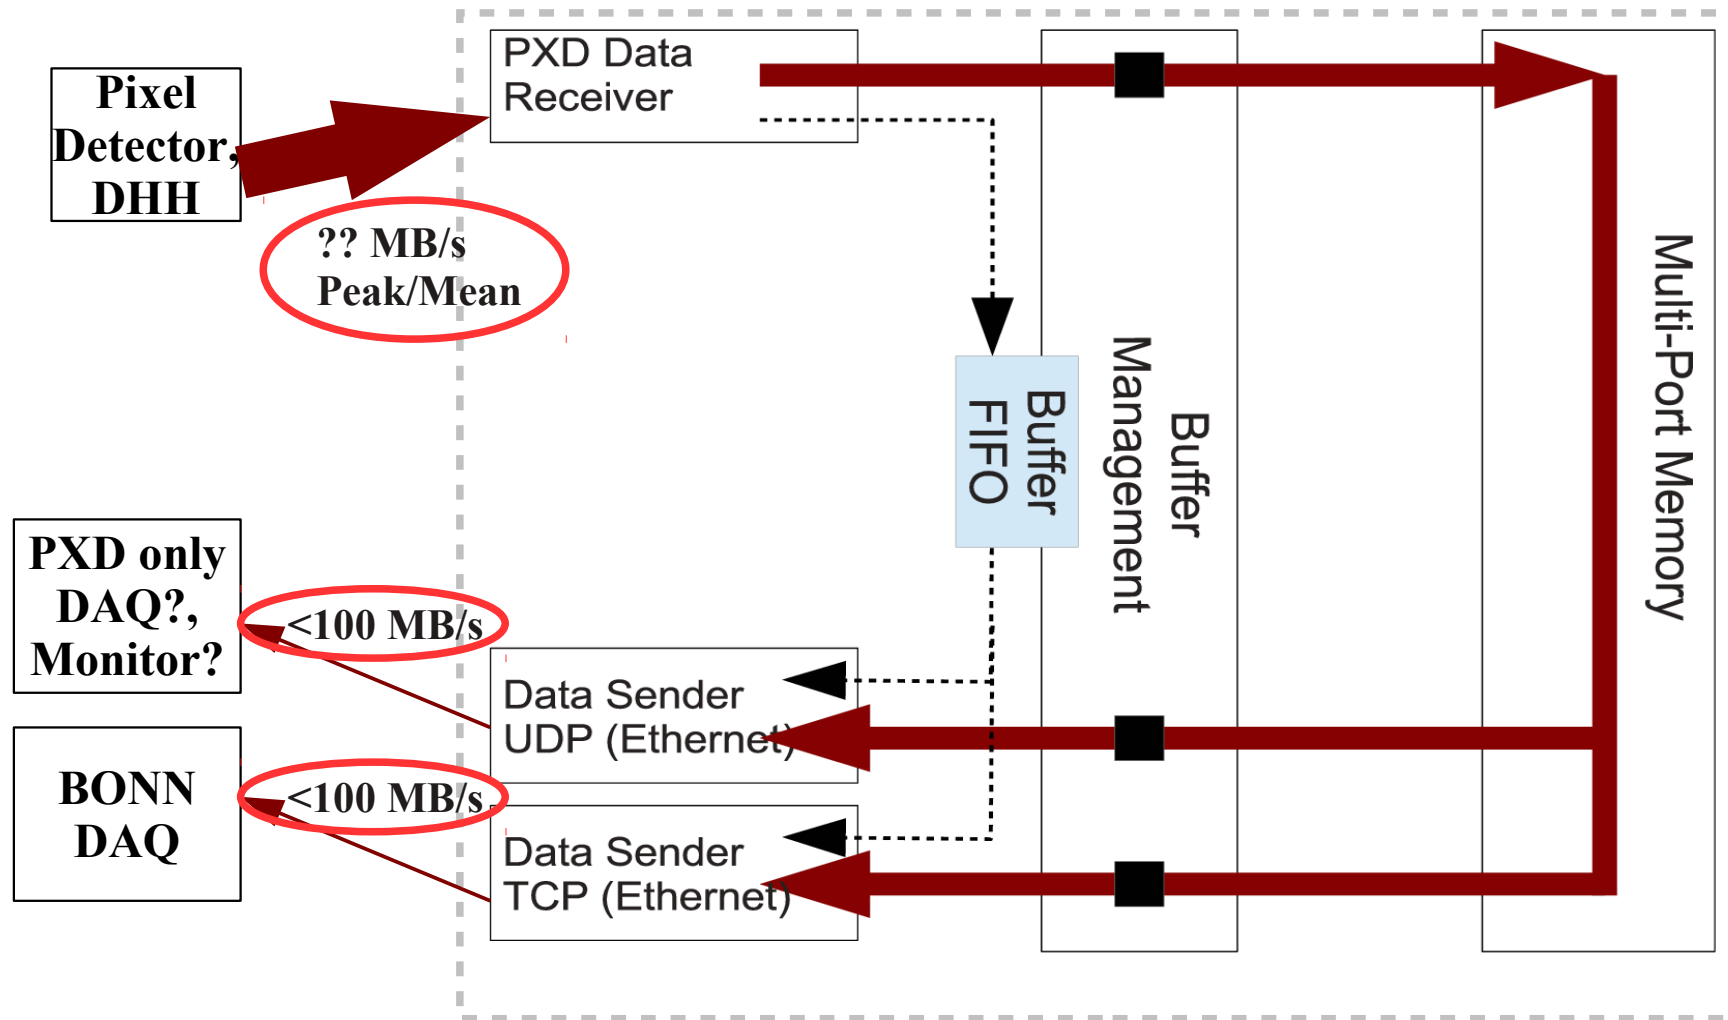 PXD Data
Receiver
Pixel
Detector,
DHH
?? MB/s
Peak/Mean
Buffer
FIFO
Buffer
Management
Multi-Port Memory
PXD only
DAQ?,
Monitor?
<100 MB/s
Data Sender
UDP (Ethernet)
BONN
DAQ
<100 MB/s
Data Sender
TCP (Ethernet)